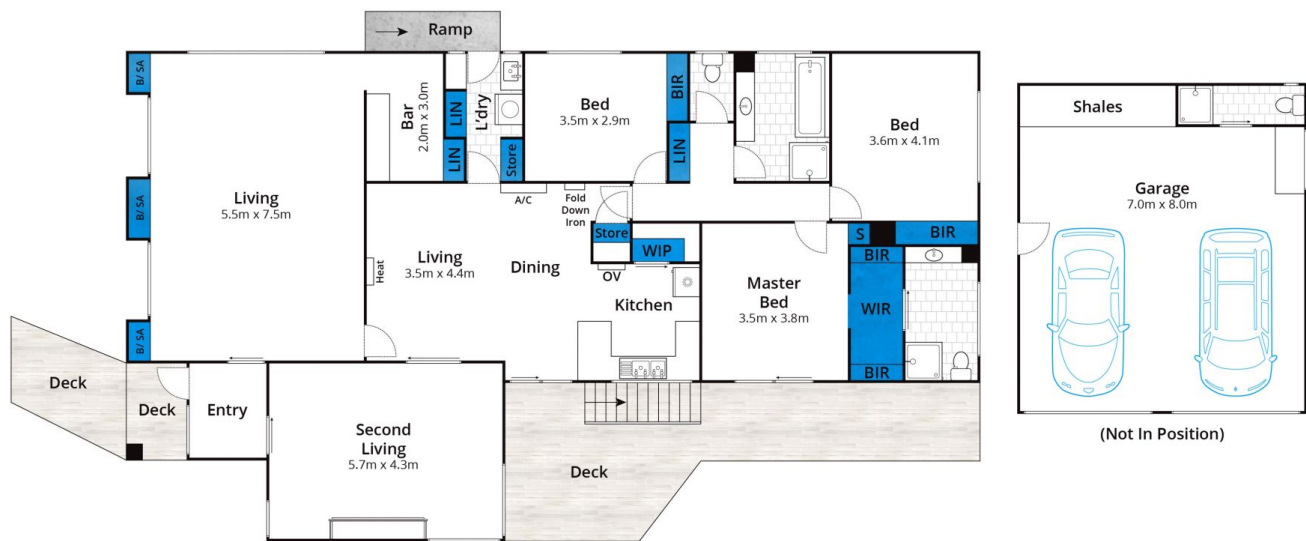 Ramp
B/ SA
Bar
2.0m x 3.0m
LIN
LIN
L'dry
Store
Bed
3.5m x 2.9m
BIR
LIN
Bed
3.6m x 4.1m
Living
5.5m x 7.5m
B/ SA
B/ SA
A/C
Fold
Down
Iron
Heat
Living
3.5m x 4.4m
Dining
Store
WIP
OV
Kitchen
Master
Bed
3.5m x 3.8m
S
BIR
BIR
WIR
BIR
Deck
Deck
Entry
Second
Living
5.7m x 4.3m
Deck
Shales
Garage
7.0m x 8.0m
(Not In Position)